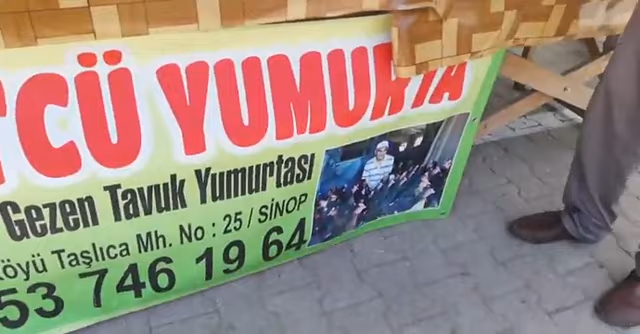 CÜ YUMURTA
Gezen Tavuk Yumurtası
Köyü Taşlıca Mh. No : 25 / SİNOP
53 746 19 64